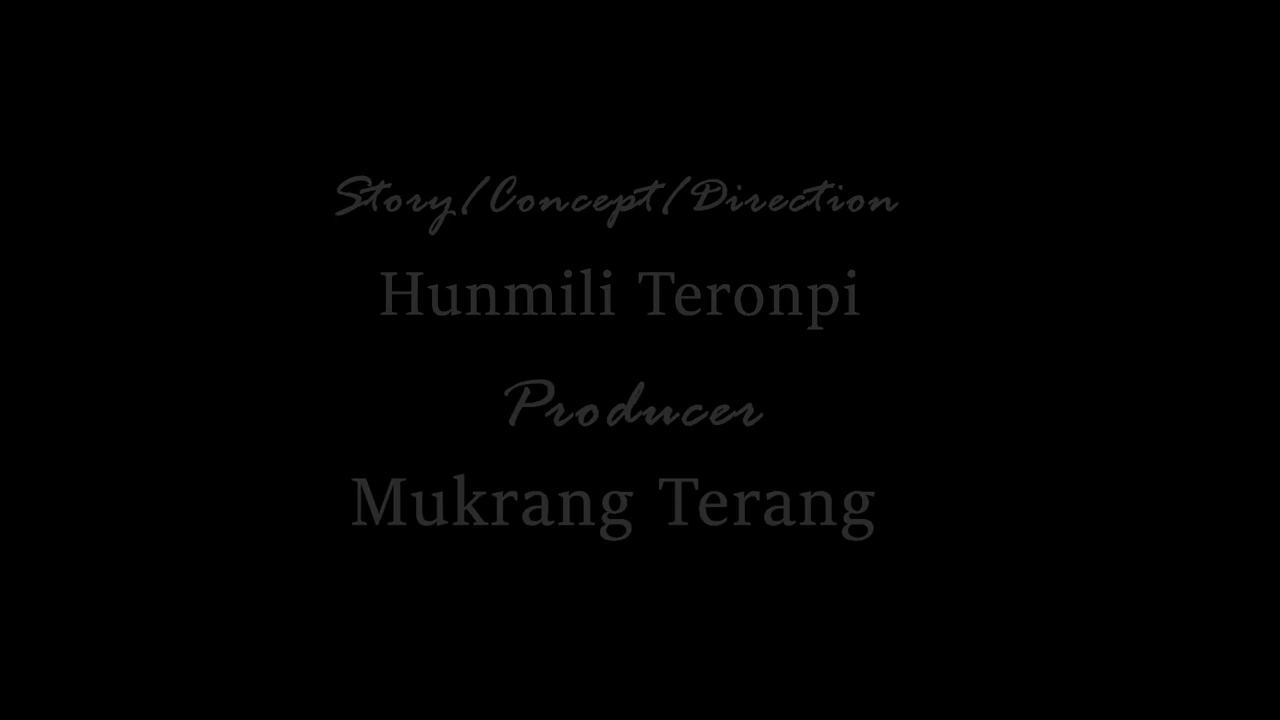 Story/Concept/Direction
Hunmili Teronpi
Producer
Mukrang Terang